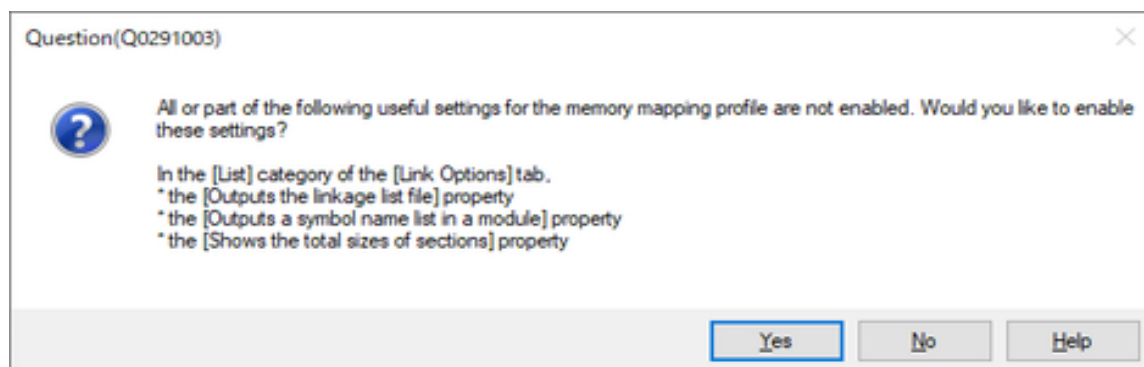 Question(Q0291003)
All or part of the following useful settings for the memory mapping profile are not enabled. Would you like to enable
these settings?
In the [List] category of the [Link Options] tab,
* the [Outputs the linkage list file] property
* the [Outputs a symbol name list in a module] property
* the [Shows the total sizes of sections] property
Yes No Help